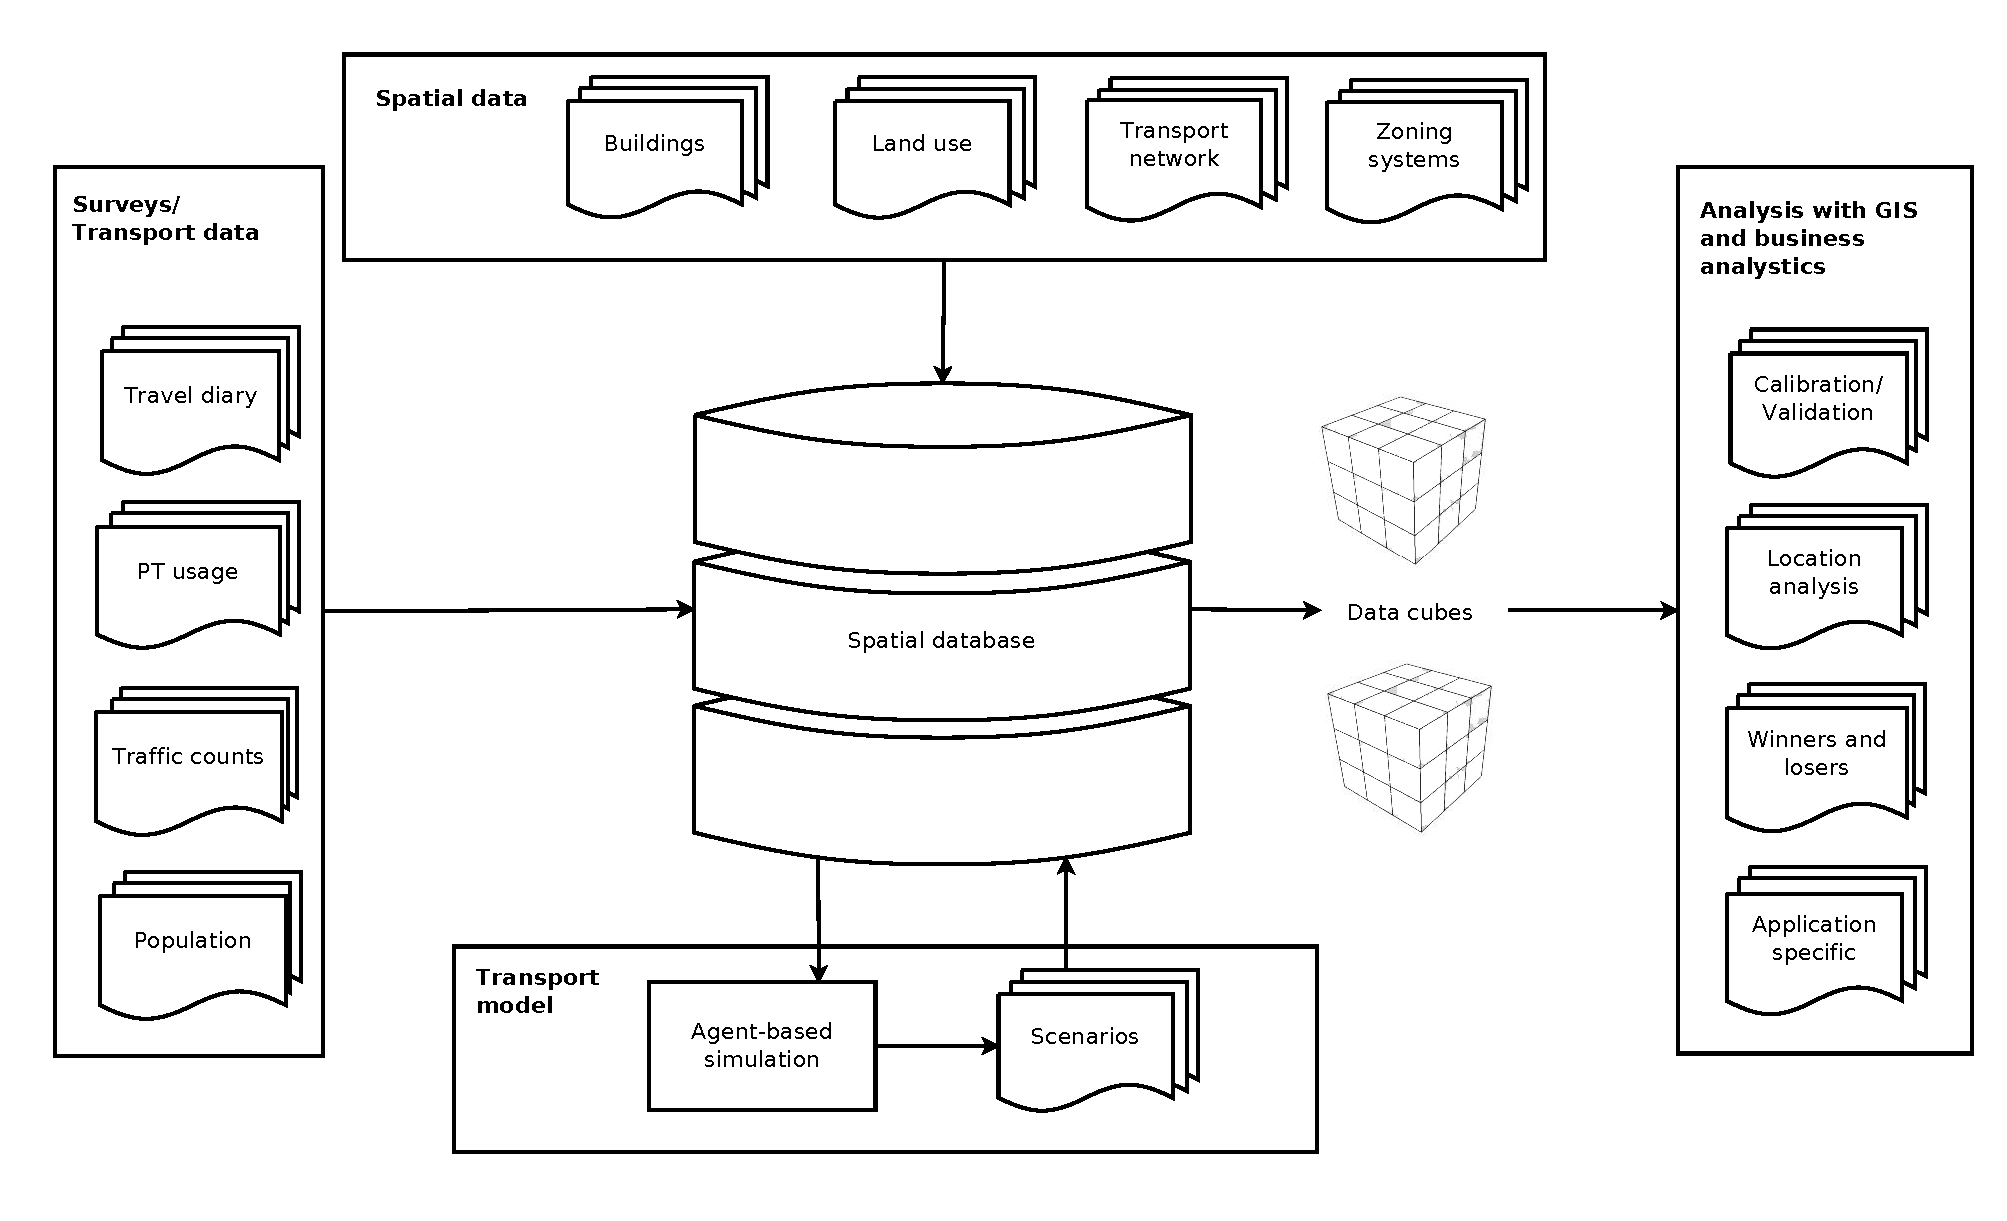 Spatial data
Buildings
Land use
Transport
network
Zoning
systems
Surveys/
Transport data
Travel diary
PT usage
Traffic counts
Population
Spatial database
Data cubes
Transport
model
Agent-based
simulation
Scenarios
Analysis with GIS
and business
analystics
Calibration/
Validation
Location
analysis
Winners and
losers
Application
specific